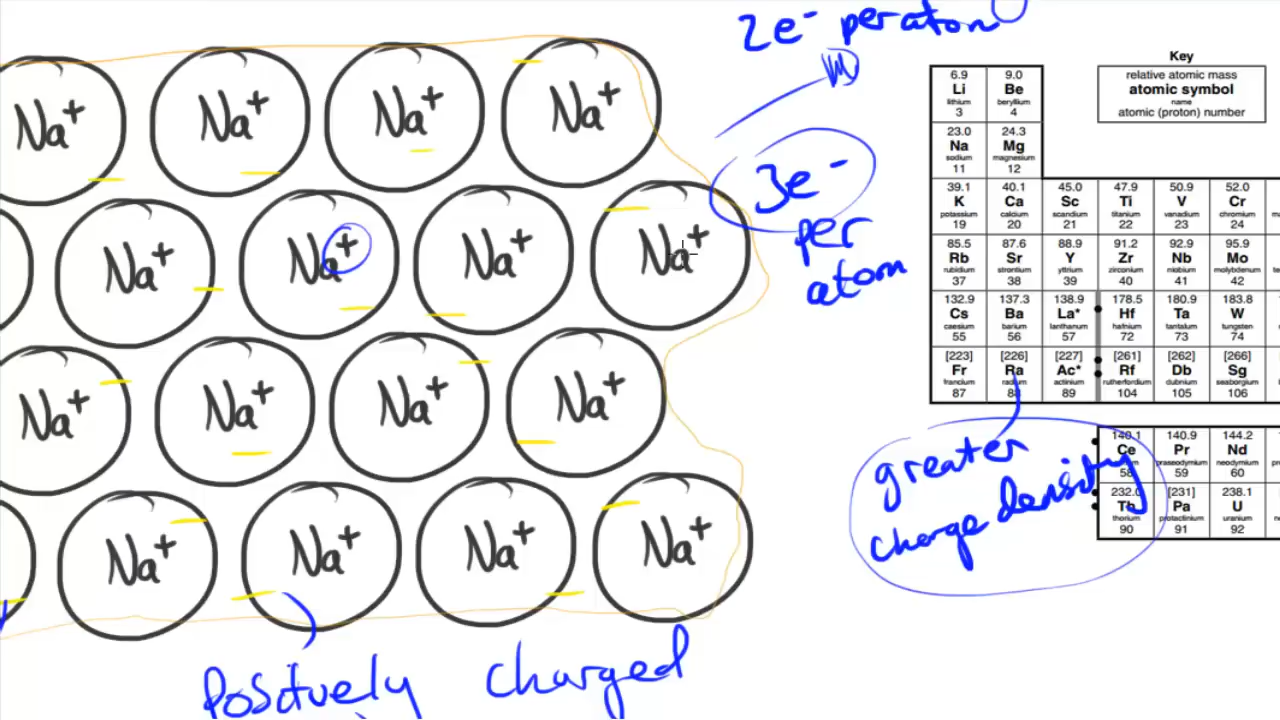 2e- per atom
Key
relative atomic mass
atomic symbol
name
atomic (proton) number
6.9 9.0
Li Be
lithium beryllium
3 4
23.0 24.3
Na Mg
sodium magnesium
11 12
39.1 40.1 45.0 47.9 50.9 52.0
K Ca Sc Ti V Cr
potassium calcium scandium titanium vanadium chromium
19 20 21 22 23 24
85.5 87.6 88.9 91.2 92.9 95.9
Rb Sr Y Zr Nb Mo
rubidium strontium yttrium zirconium niobium molybdenum
37 38 39 40 41 42
132.9 137.3 138.9 178.5 180.9 183.8
Cs Ba La* Hf Ta W
caesium barium lanthanum hafnium tantalum tungsten
55 56 57 72 73 74
[223] [226] [227] [261] [262] [266]
Fr Ra Ac* Rf Db Sg
francium radium actinium rutherfordium dubnium seaborgium
87 88 89 104 105 106
140.1 140.9 144.2
Ce Pr Nd
praseodymium neodymium
58 59 60
232.0 [231] 238.1
Th Pa U
thorium protactinium uranium
90 91 92
Na+ Na+ Na+ Na+
Na+ Na+ Na+ Na+
Na+ Na+ Na+ Na+
Na+ Na+ Na+ Na+
3e-
per
atom
greater
charge density
Positively charged